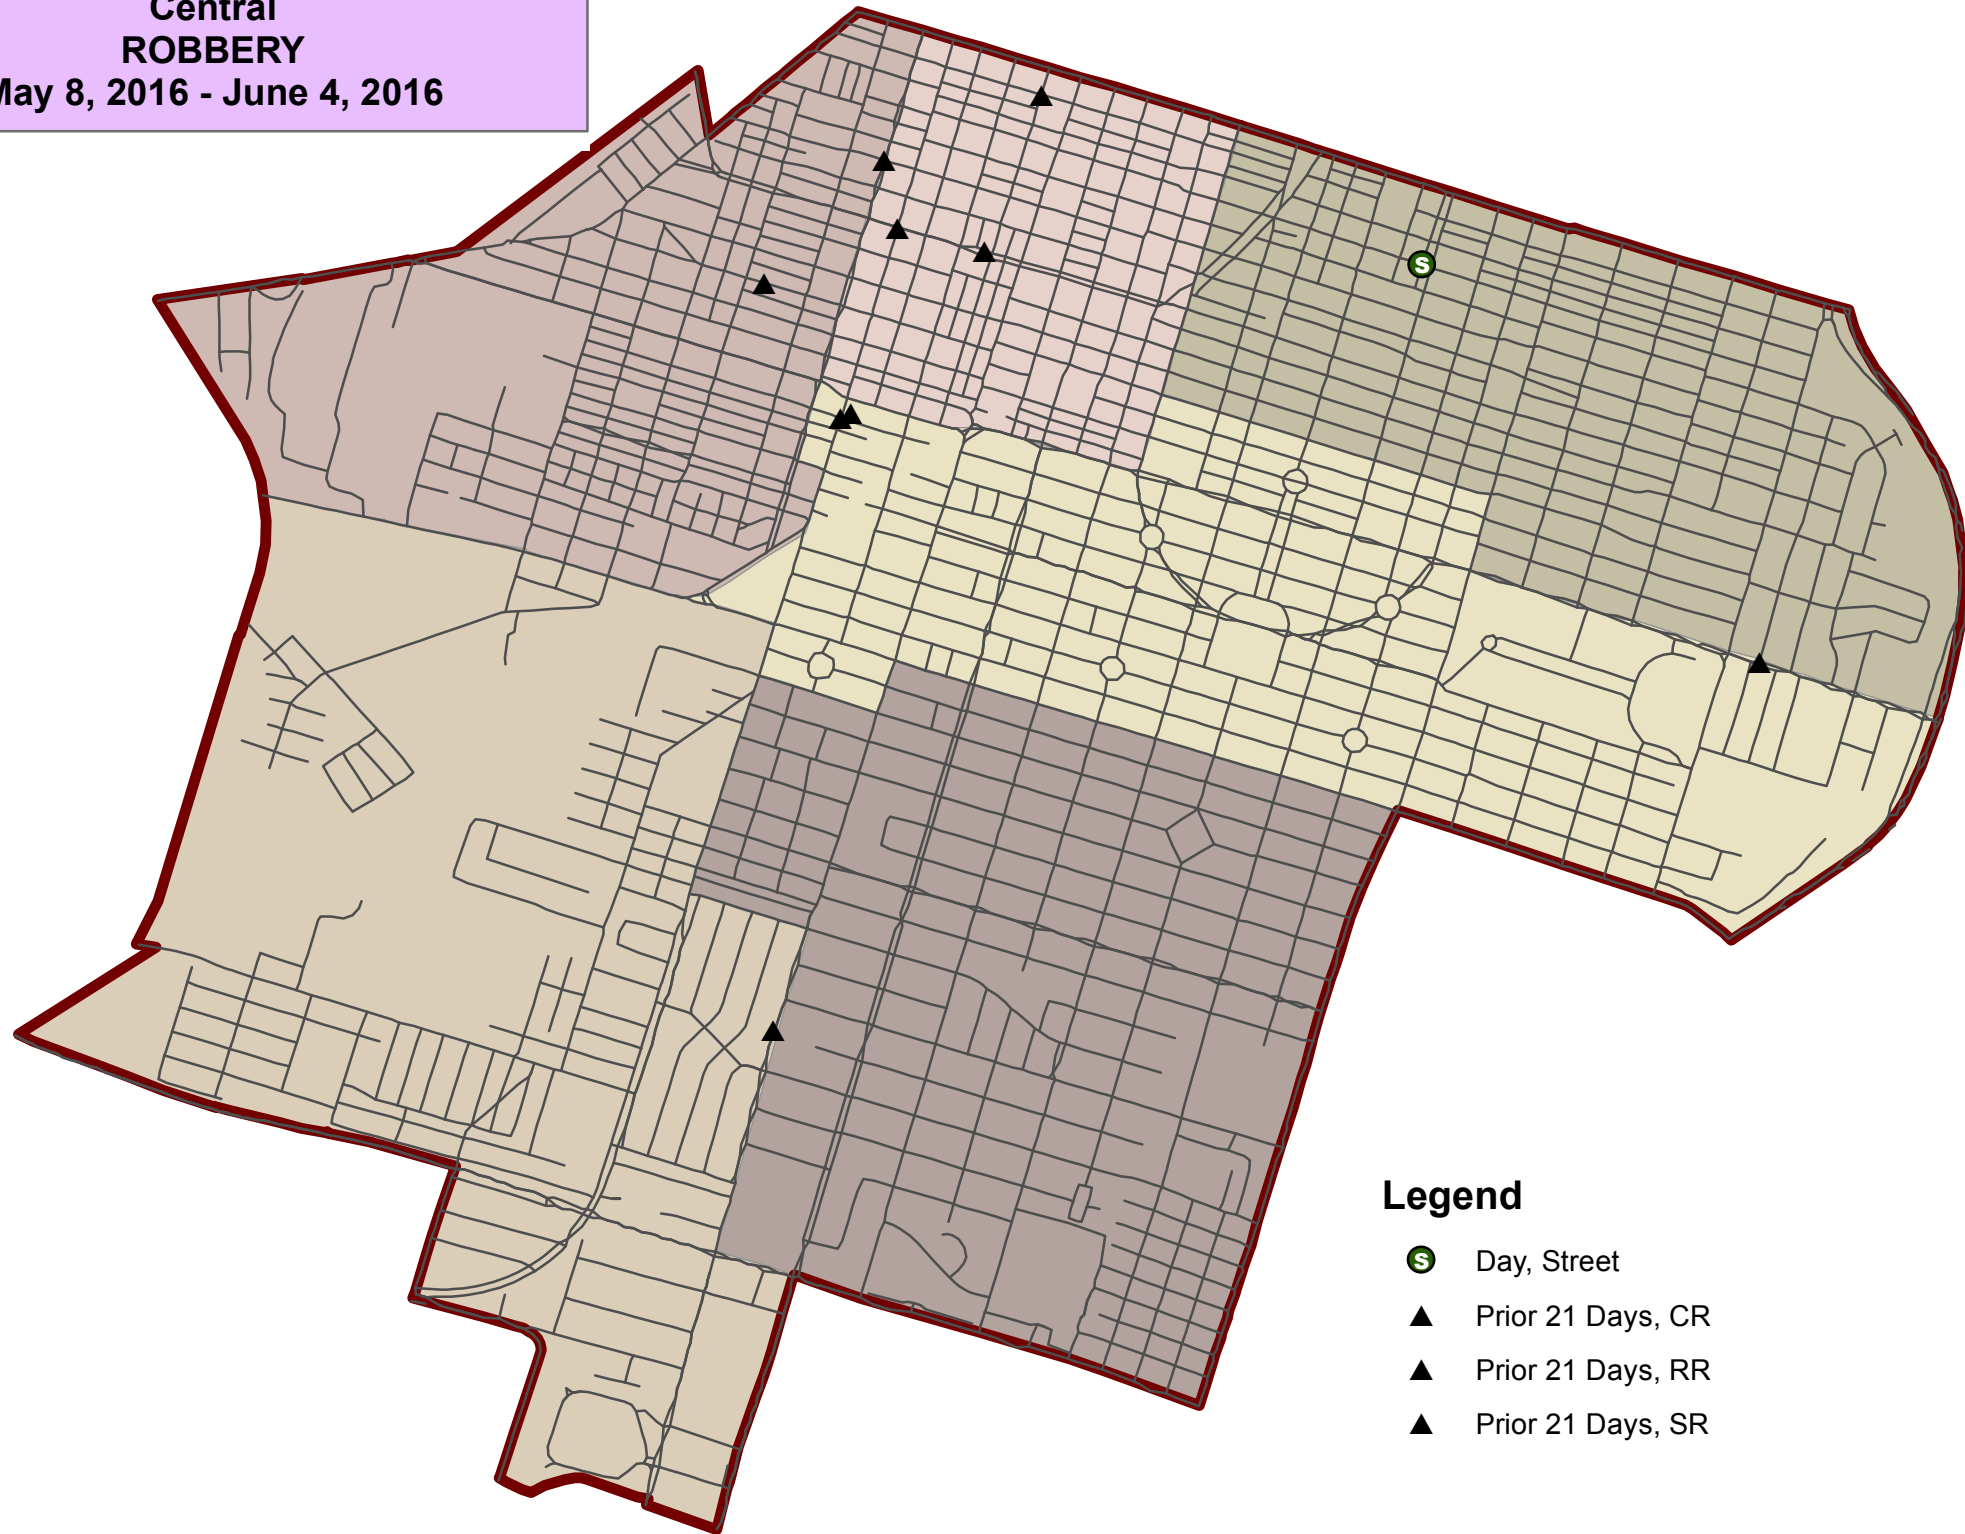 Central
ROBBERY
May 8, 2016 - June 4, 2016
S
Legend
S Day, Street
Prior 21 Days, CR
Prior 21 Days, RR
Prior 21 Days, SR